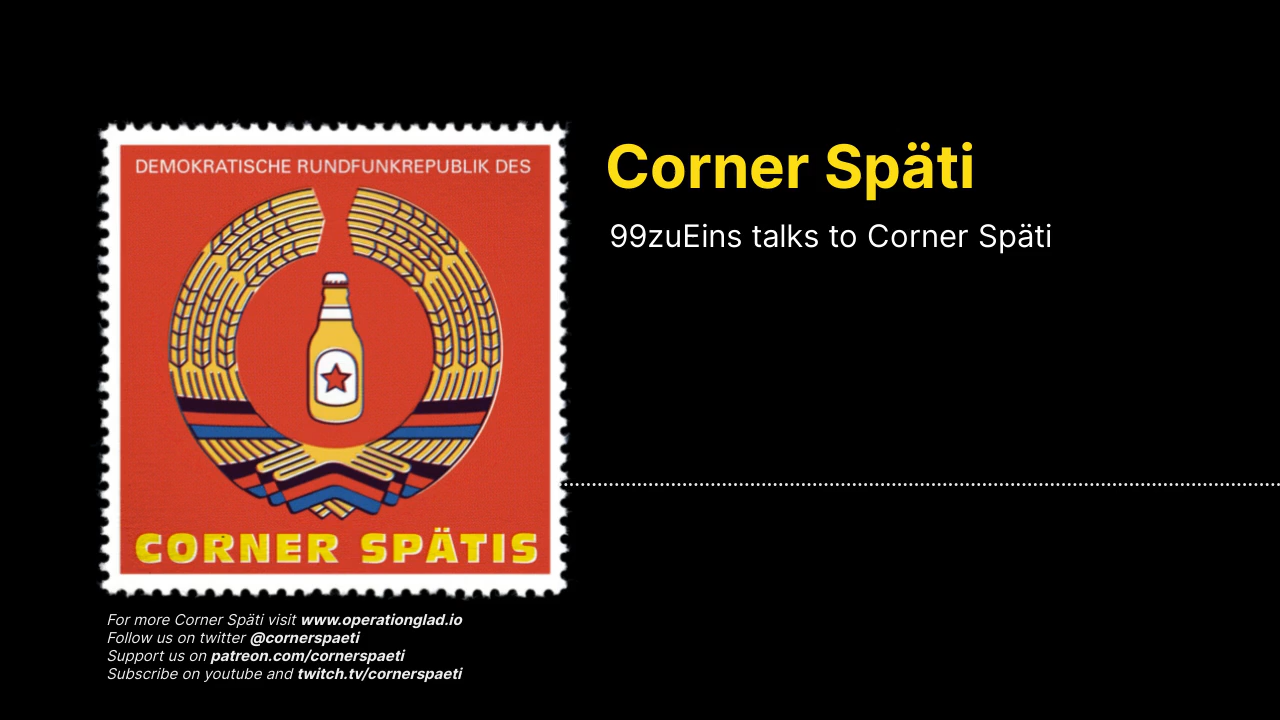 DEMOKRATISCHE RUNDFUNKREPUBLIK DES
CORNER SPÄTIS
Corner Späti
99zuEins talks to Corner Späti
For more Corner Späti visit www.operationglad.io
Follow us on twitter @cornerspaeti
Support us on patreon.com/cornerspaeti
Subscribe on youtube and twitch.tv/cornerspaeti